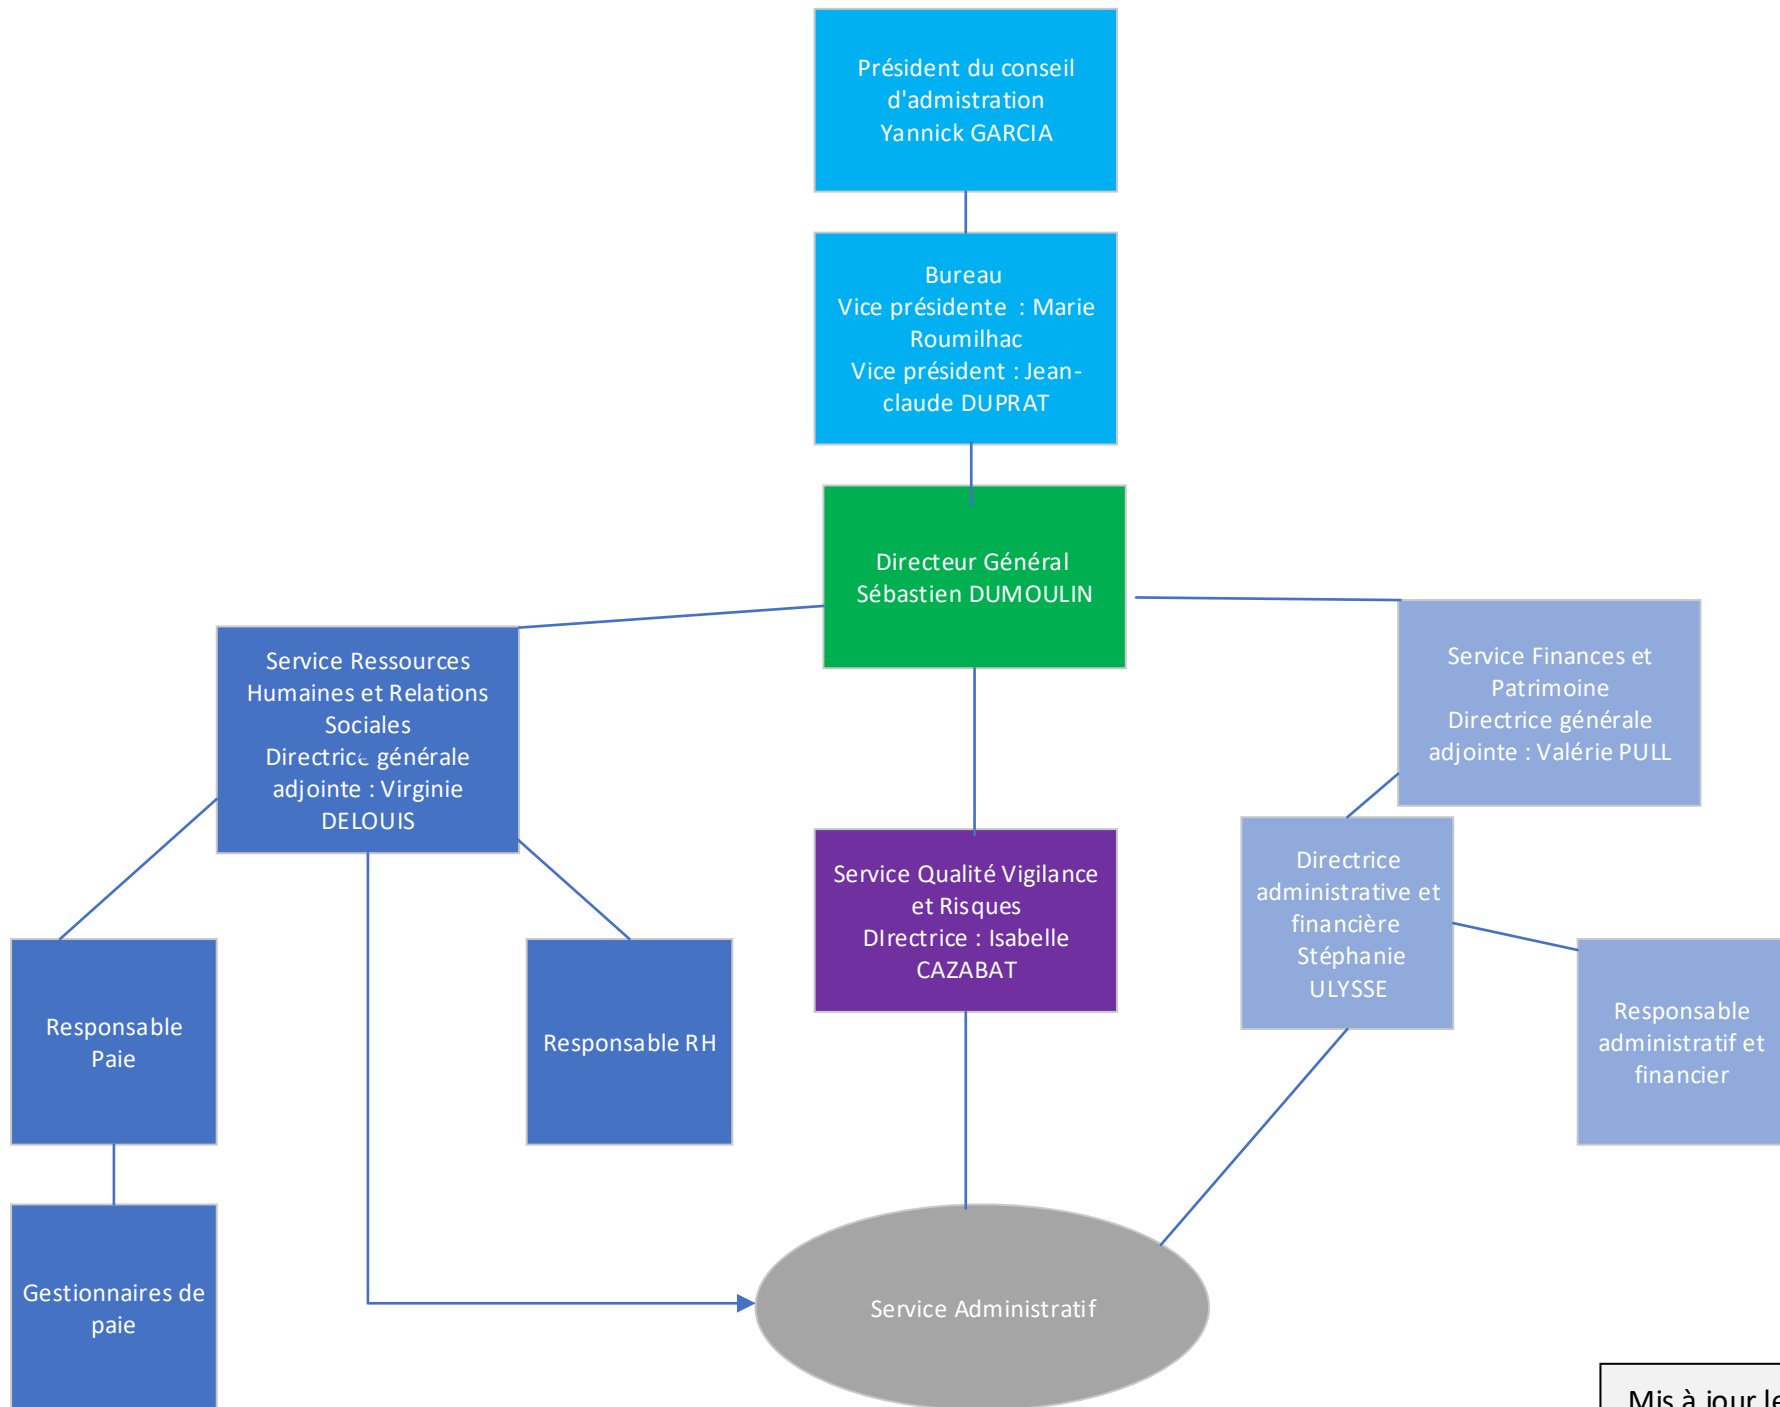 Président du conseil
d'admistration
Yannick GARCIA
Bureau
Vice présidente : Marie
Roumilhac
Vice président : Jean-
claude DUPRAT
Directeur Général
Sébastien DUMOULIN
Service Ressources
Humaines et Relations
Sociales
Directrice générale
adjointe : Virginie
DELOUIS
Service Finances et
Patrimoine
Directrice générale
adjointe : Valérie PULL
Service Qualité Vigilance
et Risques
DIrectrice : Isabelle
CAZABAT
Directrice
administrative et
financière
Stéphanie
ULYSSE
Responsable
Paie
Responsable RH
Responsable
administratif et
financier
Gestionnaires de
paie
Service Administratif
Mis à jour le